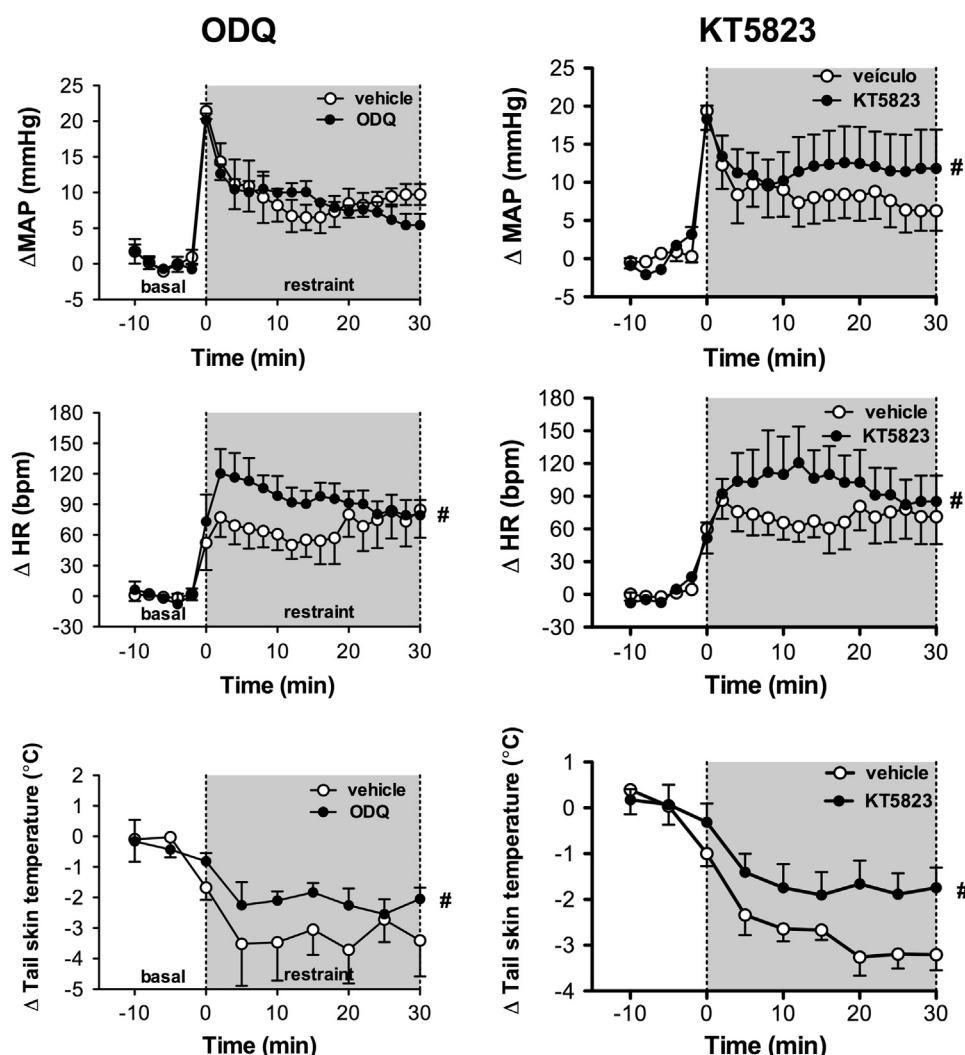 ODQ
KT5823
ΔMAP (mmHg)
25
20
15
10
5
0
-5
vehicle
ODQ
basal
restraint
-10 0 10 20 30
Time (min)
Δ MAP (mmHg)
25
20
15
10
5
0
-5
veículo
KT5823
#
-10 0 10 20 30
Time (min)
Δ HR (bpm)
180
150
120
90
60
30
0
-30
vehicle
ODQ
#
basal
restraint
-10 0 10 20 30
Time (min)
Δ HR (bpm)
180
150
120
90
60
30
0
-30
vehicle
KT5823
#
-10 0 10 20 30
Time (min)
Δ Tail skin temperature (°C)
2
1
0
-1
-2
-3
-4
-5
vehicle
ODQ
#
basal
restraint
-10 0 10 20 30
Time (min)
Δ Tail skin temperature (°C)
1
0
-1
-2
-3
-4
vehicle
KT5823
#
-10 0 10 20 30
Time (min)